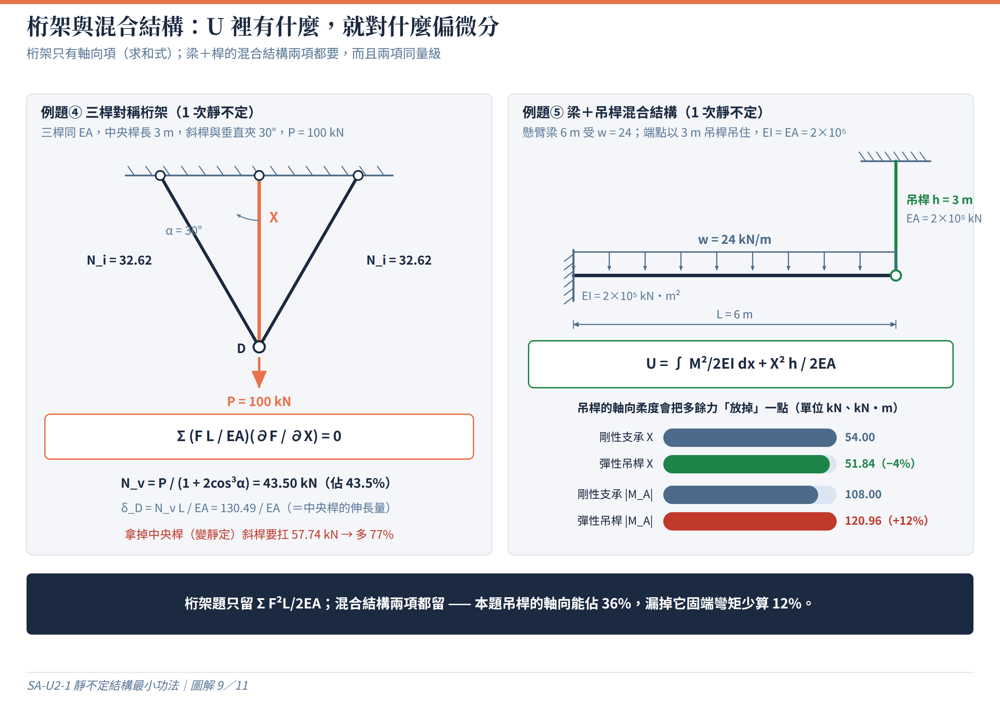 桁架與混合結構：U 裡有什麼，就對什麼偏微分
桁架只有軸向項（求和式）；梁＋桿的混合結構兩項都要，而且兩項同量級
例題④ 三桿對稱桁架（1 次靜不定）
三桿同 EA，中央桿長 3 m，斜桿與垂直夾 30°，P = 100 kN
X
α = 30°
N_i = 32.62
N_i = 32.62
D
P = 100 kN
Σ (F L / EA)(∂F / ∂X) = 0
N_v = P / (1 + 2cos³α) = 43.50 kN（佔 43.5%）
δ_D = N_v L / EA = 130.49 / EA（＝中央桿的伸長量）
拿掉中央桿（變靜定）斜桿要扛 57.74 kN → 多 77%
例題⑤ 梁＋吊桿混合結構（1 次靜不定）
懸臂梁 6 m 受 w = 24；端點以 3 m 吊桿吊住，EI = EA = 2×10⁵
吊桿 h = 3 m
EA = 2×10⁵ kN
w = 24 kN/m
EI = 2×10⁵ kN·m²
L = 6 m
U = ∫ M²/2EI dx + X² h / 2EA
吊桿的軸向柔度會把多餘力「放掉」一點（單位 kN、kN·m）
剛性支承 X 54.00
彈性吊桿 X 51.84（−4%）
剛性支承 |M_A| 108.00
彈性吊桿 |M_A| 120.96（+12%）
桁架題只留 Σ F²L/2EA；混合結構兩項都留 —— 本題吊桿的軸向能佔 36%，漏掉它固端彎矩少算 12%。
SA-U2-1 靜不定結構最小功法｜圖解 9／11